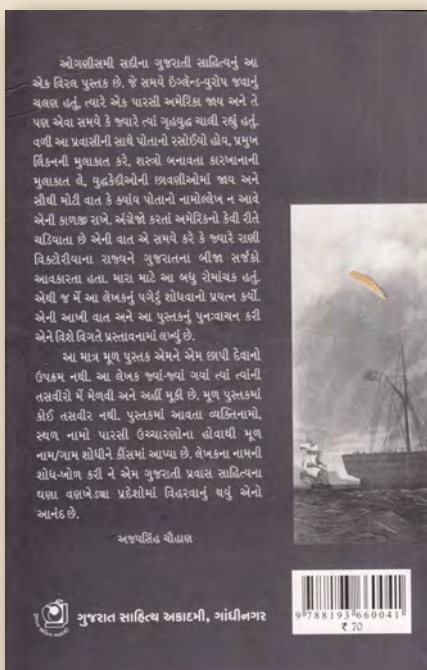 ઓગણીસમી સદીના ગુજરાતી સાહિત્યનું આ
એક વિરલ પુસ્તક છે. જે સમયે ઇંગ્લેન્ડ-યુરોપ જવાનું
ચલણ હતું, ત્યારે એક પારસી અમેરિકા જાય અને તે
પણ એવા સમયે કે જ્યારે ત્યાં ગૃહયુદ્ધ ચાલી રહ્યું હતું.
વળી આ પ્રવાસીની સાથે પોતાનો રસોઈયો હોય, પ્રમુખ
લિંકનની મુલાકાત કરે, શસ્ત્રો બનાવતા કારખાનાની
મુલાકાત લે, યુદ્ધકેદીઓની છાવણીઓમાં જાય અને
સૌથી મોટી વાત કે ક્યાંય પોતાનો નામોલ્લેખ ન આવે
એની કાળજી રાખે. અંગ્રેજો કરતાં અમેરિકનો કેવી રીતે
ચડિયાતા છે એની વાત એ સમયે કરે કે જ્યારે રાણી
વિક્ટોરીયાના રાજ્યને ગુજરાતના બીજા સર્જકો
આવકારતા હતા. મારા માટે આ બધુ રોમાંચક હતું.
એથી જ મેં આ લેખકનું પગેરું શોધવાનો પ્રયત્ન કર્યો.
એની આખી વાત અને આ પુસ્તકનું પુનઃવાચન કરી
એને વિશે વિગતે પ્રસ્તાવનામાં લખ્યું છે.
આ માત્ર મૂળ પુસ્તક એમને એમ છાપી દેવાનો
ઉપક્રમ નથી. આ લેખક જ્યાં-જ્યાં ગયાં ત્યાં ત્યાંની
તસવીરો મેં મેળવી અને અહીં મૂકી છે. મૂળ પુસ્તકમાં
કોઈ તસવીર નથી. પુસ્તકમાં આવતા વ્યક્તિનામો,
સ્થળ નામો પારસી ઉચ્ચારણોના હોવાથી મૂળ
નામ/ગામ શોધીને કૌંસમાં આપ્યા છે. લેખકના નામની
શોધ-ખોળ કરી ને એમ ગુજરાતી પ્રવાસ સાહિત્યના
ઘણા વણખેડ્યા પ્રદેશોમાં વિહરવાનું થયું એનો
આનંદ છે.
અજયસિંહ ચૌહાણ
ગુજરાત સાહિત્ય અકાદમી, ગાંધીનગર
9 788193 660041
₹ 70